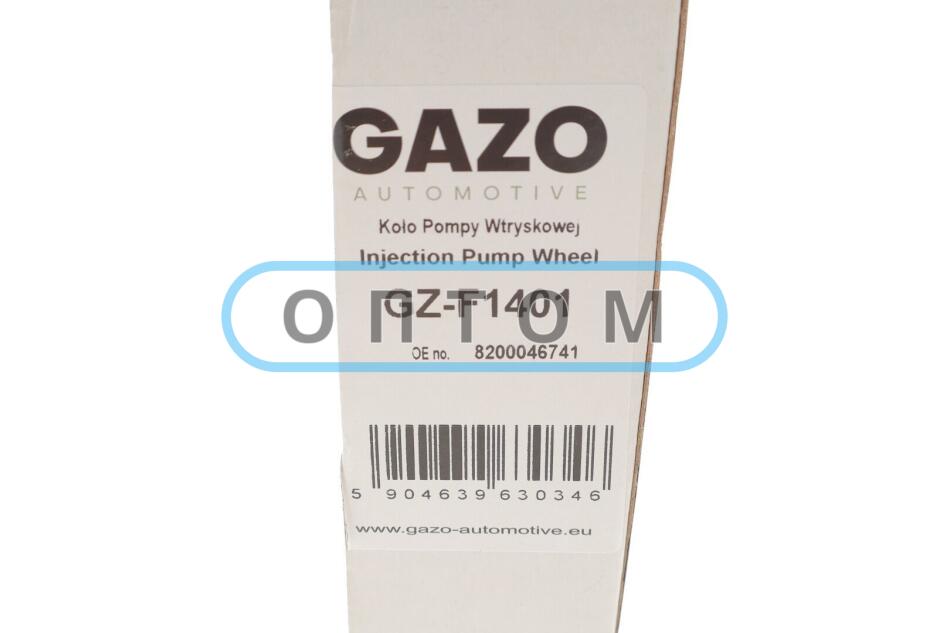 GAZO
AUTOMOTIVE
Koło Pompy Wtryskowej
Injection Pump Wheel
GZ-F1401
ОПТОМ
OE no. 8200046741
5 904639 630346
www.gazo-automotive.eu